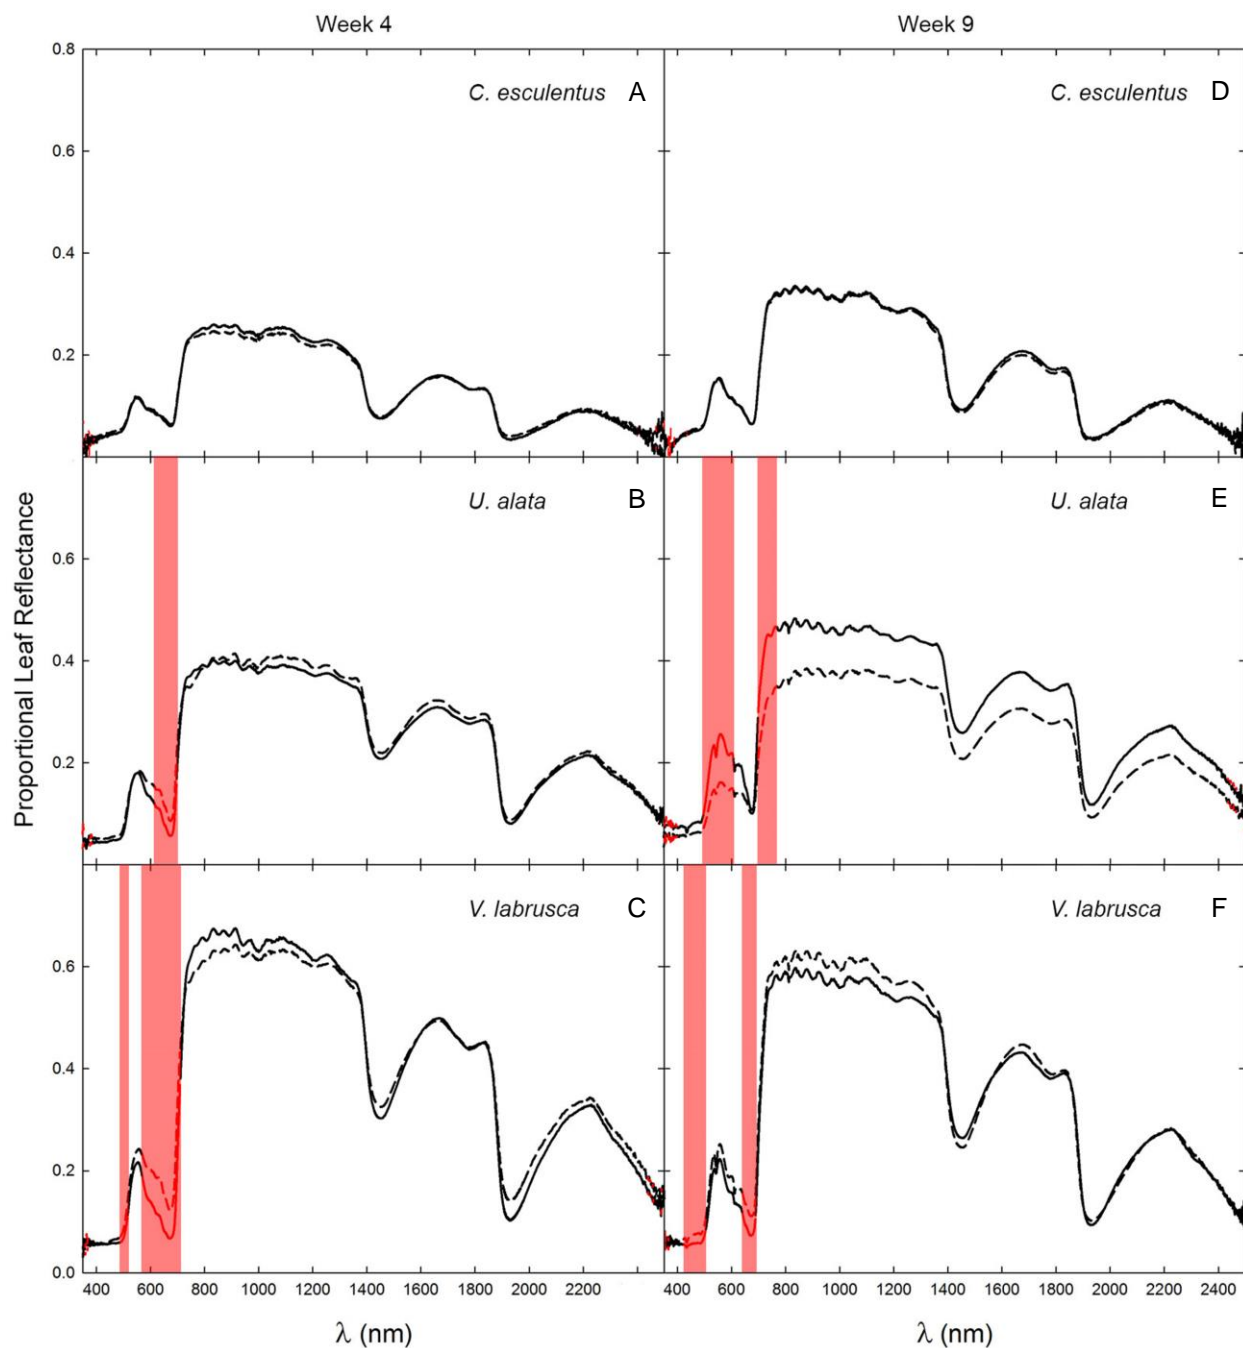 Week 4 Week 9
0.8
C. esculentus A C. esculentus D
0.6
0.4
0.2
U. alata B U. alata E
0.6
0.4
0.2
V. labrusca C V. labrusca F
0.6
0.4
0.2
0.0
400 600 800 1000 1200 1400 1600 1800 2000 2200 400 600 800 1000 1200 1400 1600 1800 2000 2200 2400
λ (nm) λ (nm)
Proportional Leaf Reflectance